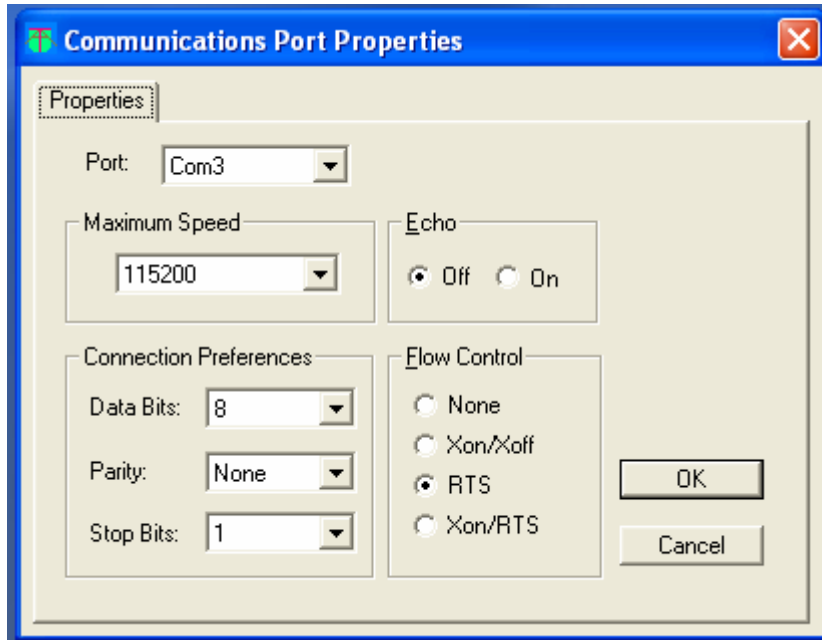 Communications Port Properties
Properties
Port: Com3
Maximum Speed
115200
Echo
Off On
Connection Preferences
Data Bits: 8
Parity: None
Stop Bits: 1
Flow Control
None
Xon/Xoff
RTS
Xon/RTS
OK
Cancel